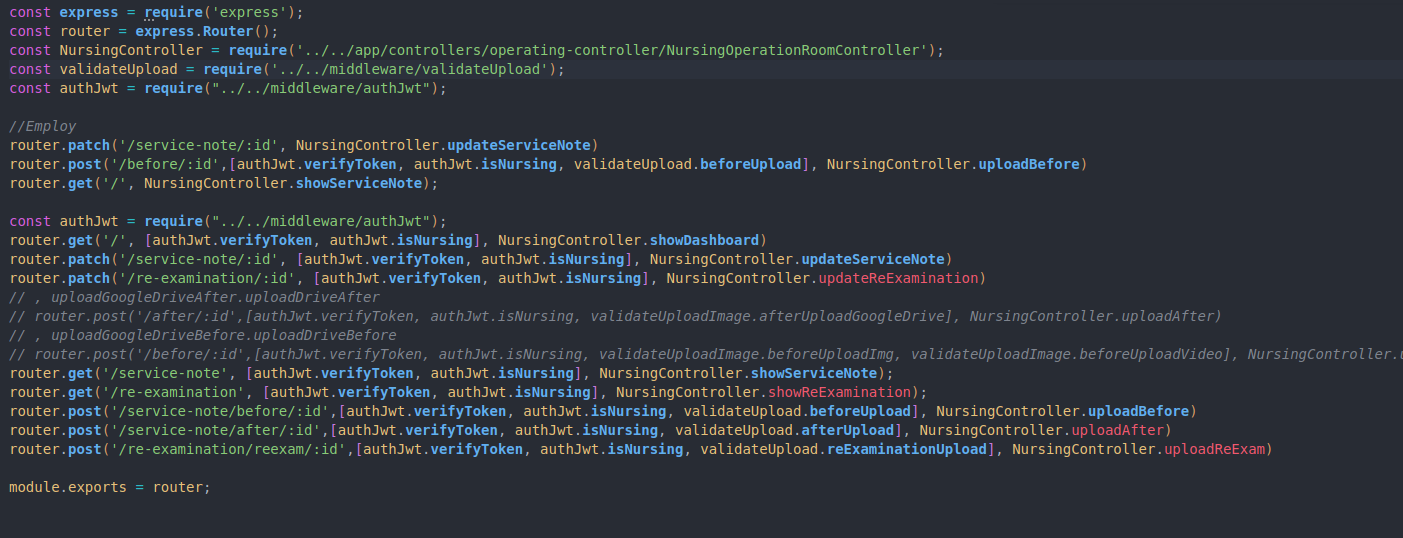 const express = require('express');
const router = express.Router();
const NursingController = require('../../app/controllers/operating-controller/NursingOperationRoomController');
const validateUpload = require('../../middleware/validateUpload');
const authJwt = require("../../middleware/authJwt");
//Employ
router.patch('/service-note/:id', NursingController.updateServiceNote)
router.post('/before/:id',[authJwt.verifyToken, authJwt.isNursing, validateUpload.beforeUpload], NursingController.uploadBefore)
router.get('/', NursingController.showServiceNote);
const authJwt = require("../../middleware/authJwt");
router.get('/', [authJwt.verifyToken, authJwt.isNursing], NursingController.showDashboard)
router.patch('/service-note/:id', [authJwt.verifyToken, authJwt.isNursing], NursingController.updateServiceNote)
router.patch('/re-examination/:id', [authJwt.verifyToken, authJwt.isNursing], NursingController.updateReExamination)
// , uploadGoogleDriveAfter.uploadDriveAfter
// router.post('/after/:id',[authJwt.verifyToken, authJwt.isNursing, validateUploadImage.afterUploadGoogleDrive], NursingController.uploadAfter)
// , uploadGoogleDriveBefore.uploadDriveBefore
// router.post('/before/:id',[authJwt.verifyToken, authJwt.isNursing, validateUploadImage.beforeUploadImg, validateUploadImage.beforeUploadVideo], NursingController.
router.get('/service-note', [authJwt.verifyToken, authJwt.isNursing], NursingController.showServiceNote);
router.get('/re-examination', [authJwt.verifyToken, authJwt.isNursing], NursingController.showReExamination);
router.post('/service-note/before/:id',[authJwt.verifyToken, authJwt.isNursing, validateUpload.beforeUpload], NursingController.uploadBefore)
router.post('/service-note/after/:id',[authJwt.verifyToken, authJwt.isNursing, validateUpload.afterUpload], NursingController.uploadAfter)
router.post('/re-examination/reexam/:id',[authJwt.verifyToken, authJwt.isNursing, validateUpload.reExaminationUpload], NursingController.uploadReExam)
module.exports = router;